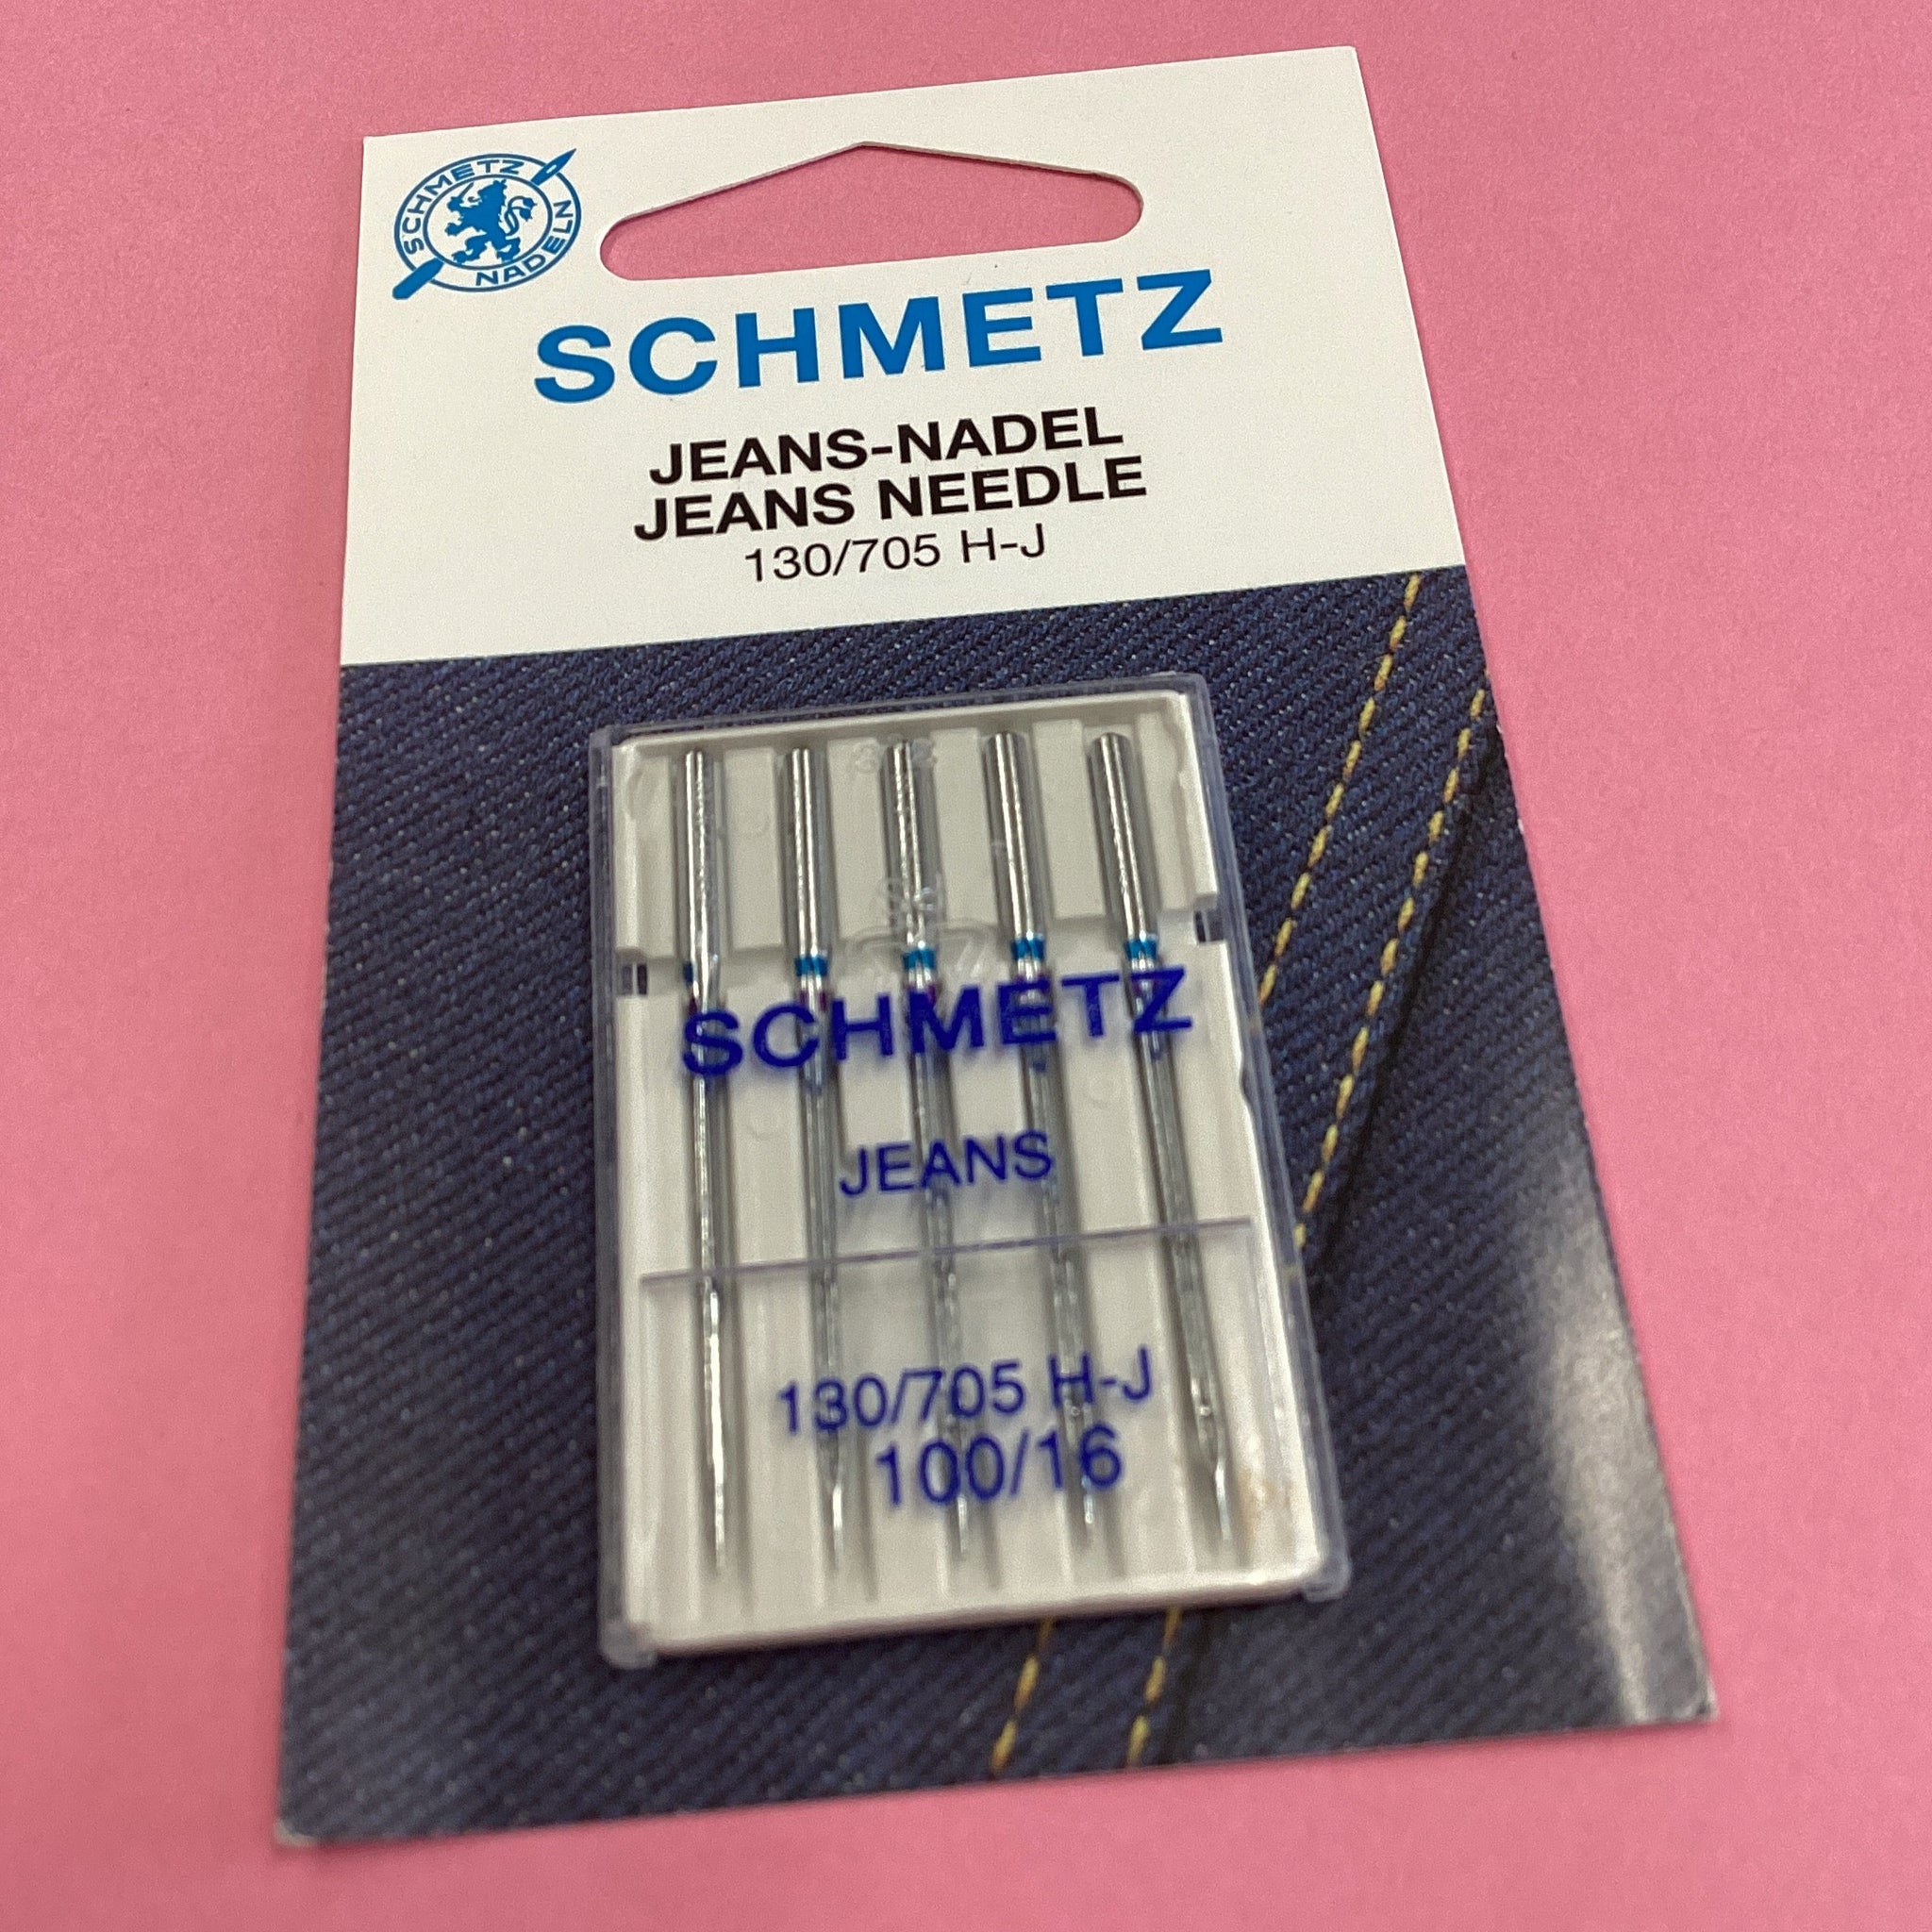 SCHMETZ
NADELN
SCHMETZ
JEANS-NADEL
JEANS NEEDLE
130/705 H-J
SCHMETZ
JEANS
130/705 H-J
100/16